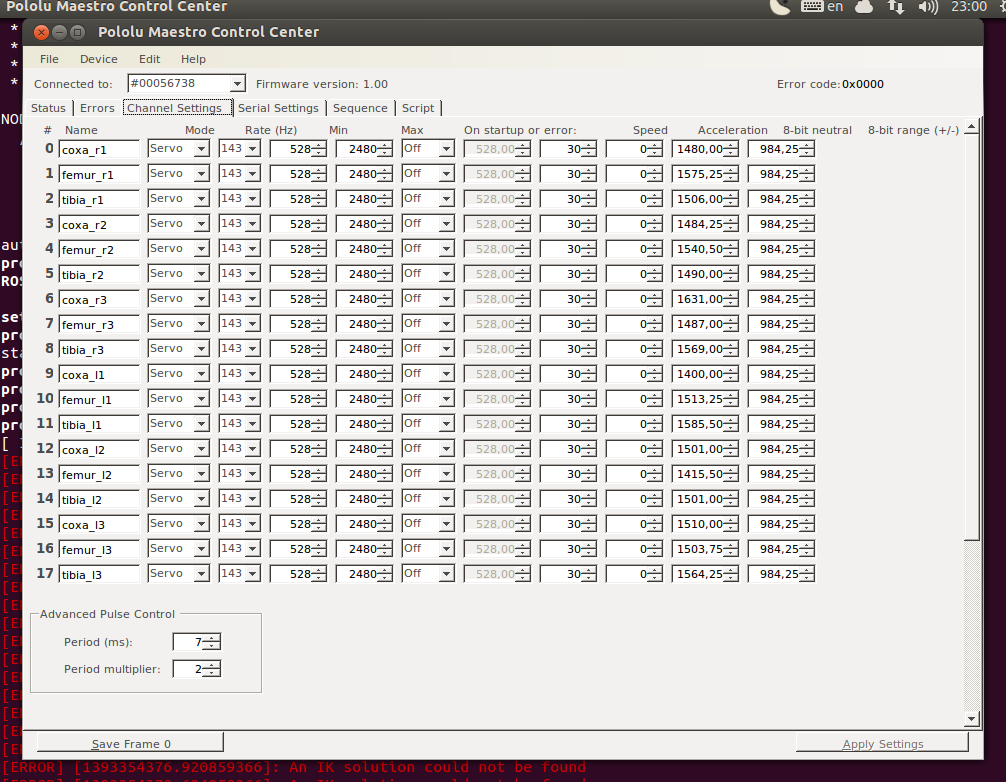 Pololu Maestro Control Center
en
23:00
Pololu Maestro Control Center
File Device Edit Help
Connected to: #00056738 Firmware version: 1.00 Error code: 0x0000
Status Errors Channel Settings Serial Settings Sequence Script
# Name Mode Rate (Hz) Min Max On startup or error: Speed Acceleration 8-bit neutral 8-bit range (+/-)
0 coxa_r1 Servo 143 528 2480 Off 528,00 30 0 1480,00 984,25
1 femur_r1 Servo 143 528 2480 Off 528,00 30 0 1575,25 984,25
2 tibia_r1 Servo 143 528 2480 Off 528,00 30 0 1506,00 984,25
3 coxa_r2 Servo 143 528 2480 Off 528,00 30 0 1484,25 984,25
4 femur_r2 Servo 143 528 2480 Off 528,00 30 0 1540,50 984,25
5 tibia_r2 Servo 143 528 2480 Off 528,00 30 0 1490,00 984,25
6 coxa_r3 Servo 143 528 2480 Off 528,00 30 0 1631,00 984,25
7 femur_r3 Servo 143 528 2480 Off 528,00 30 0 1487,00 984,25
8 tibia_r3 Servo 143 528 2480 Off 528,00 30 0 1569,00 984,25
9 coxa_l1 Servo 143 528 2480 Off 528,00 30 0 1400,00 984,25
10 femur_l1 Servo 143 528 2480 Off 528,00 30 0 1513,25 984,25
11 tibia_l1 Servo 143 528 2480 Off 528,00 30 0 1585,50 984,25
12 coxa_l2 Servo 143 528 2480 Off 528,00 30 0 1501,00 984,25
13 femur_l2 Servo 143 528 2480 Off 528,00 30 0 1415,50 984,25
14 tibia_l2 Servo 143 528 2480 Off 528,00 30 0 1501,00 984,25
15 coxa_l3 Servo 143 528 2480 Off 528,00 30 0 1510,00 984,25
16 femur_l3 Servo 143 528 2480 Off 528,00 30 0 1503,75 984,25
17 tibia_l3 Servo 143 528 2480 Off 528,00 30 0 1564,25 984,25
Advanced Pulse Control
Period (ms): 7
Period multiplier: 2
Save Frame 0 Apply Settings
[ERROR] [1393354376.920859366]: An IK solution could not be found